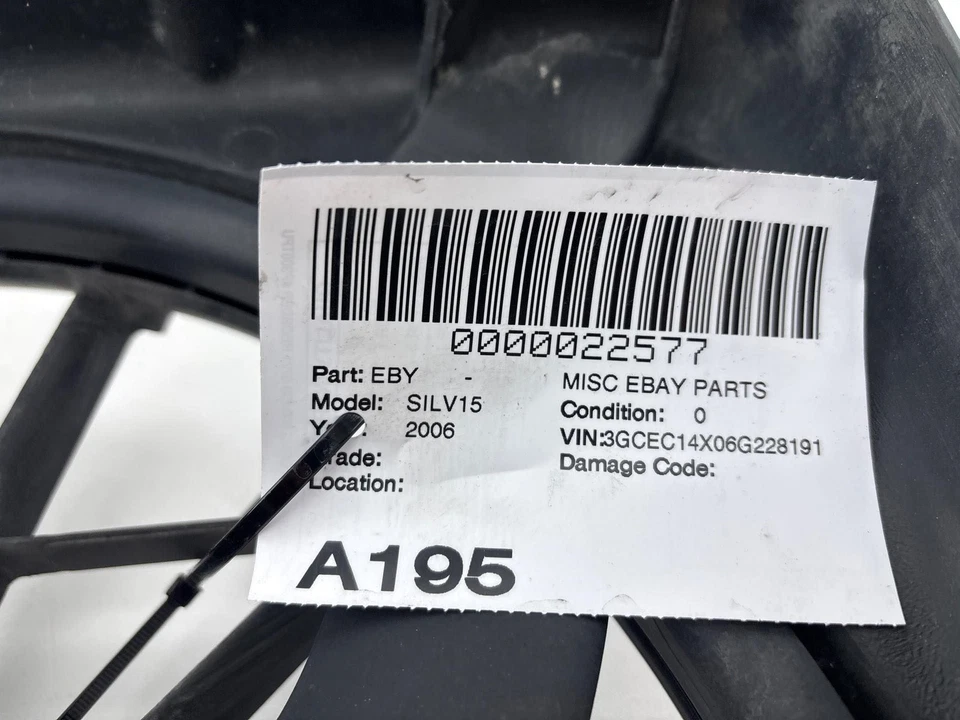 0000022577
Part: EBY -
MISC EBAY PARTS
Model: SILV15
Condition: 0
2006
VIN:3GCEC14X06G228191
Damage Code:
Location:
A195